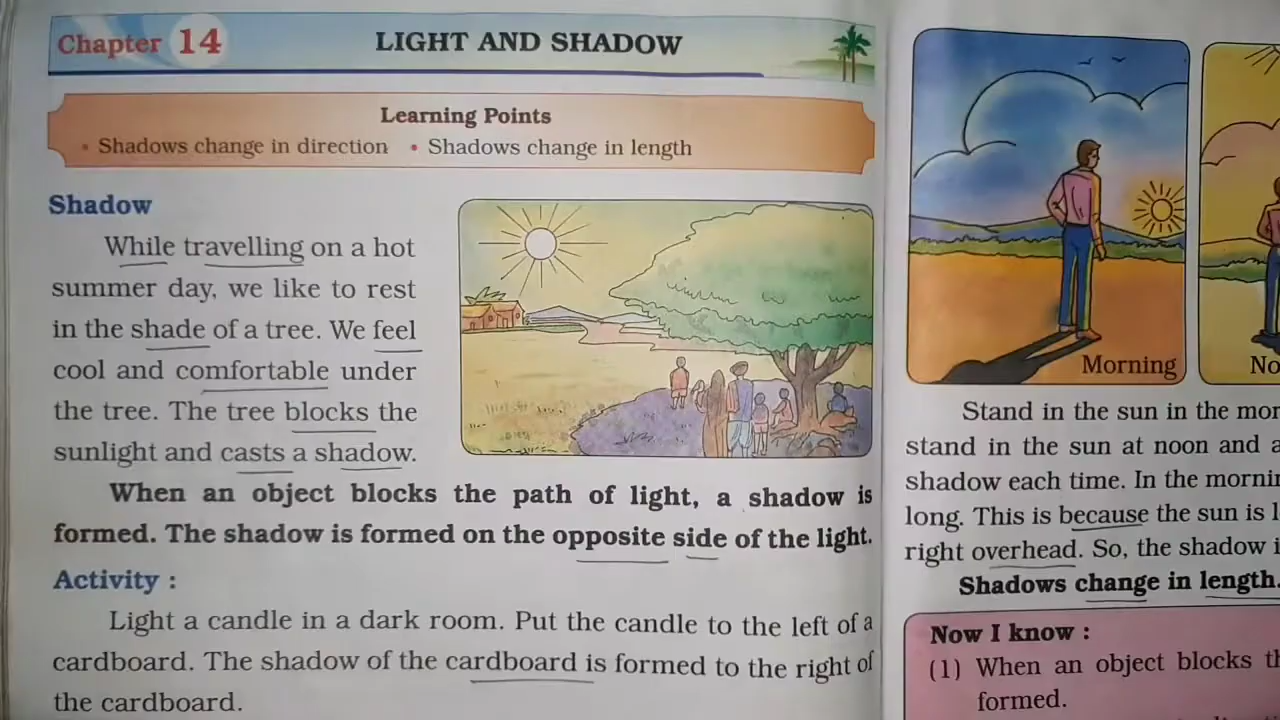 Chapter 14
LIGHT AND SHADOW
Learning Points
• Shadows change in direction • Shadows change in length
Shadow
While travelling on a hot
summer day, we like to rest
in the shade of a tree. We feel
cool and comfortable under
the tree. The tree blocks the
sunlight and casts a shadow.
When an object blocks the path of light, a shadow is
formed. The shadow is formed on the opposite side of the light.
Activity :
Light a candle in a dark room. Put the candle to the left of a
cardboard. The shadow of the cardboard is formed to the right of
the cardboard.
Morning
Stand in the sun in the
stand in the sun at noon and
shadow each time. In the
long. This is because the sun is
right overhead. So, the shadow
Shadows change in length.
Now I know :
(1) When an object blocks
formed.